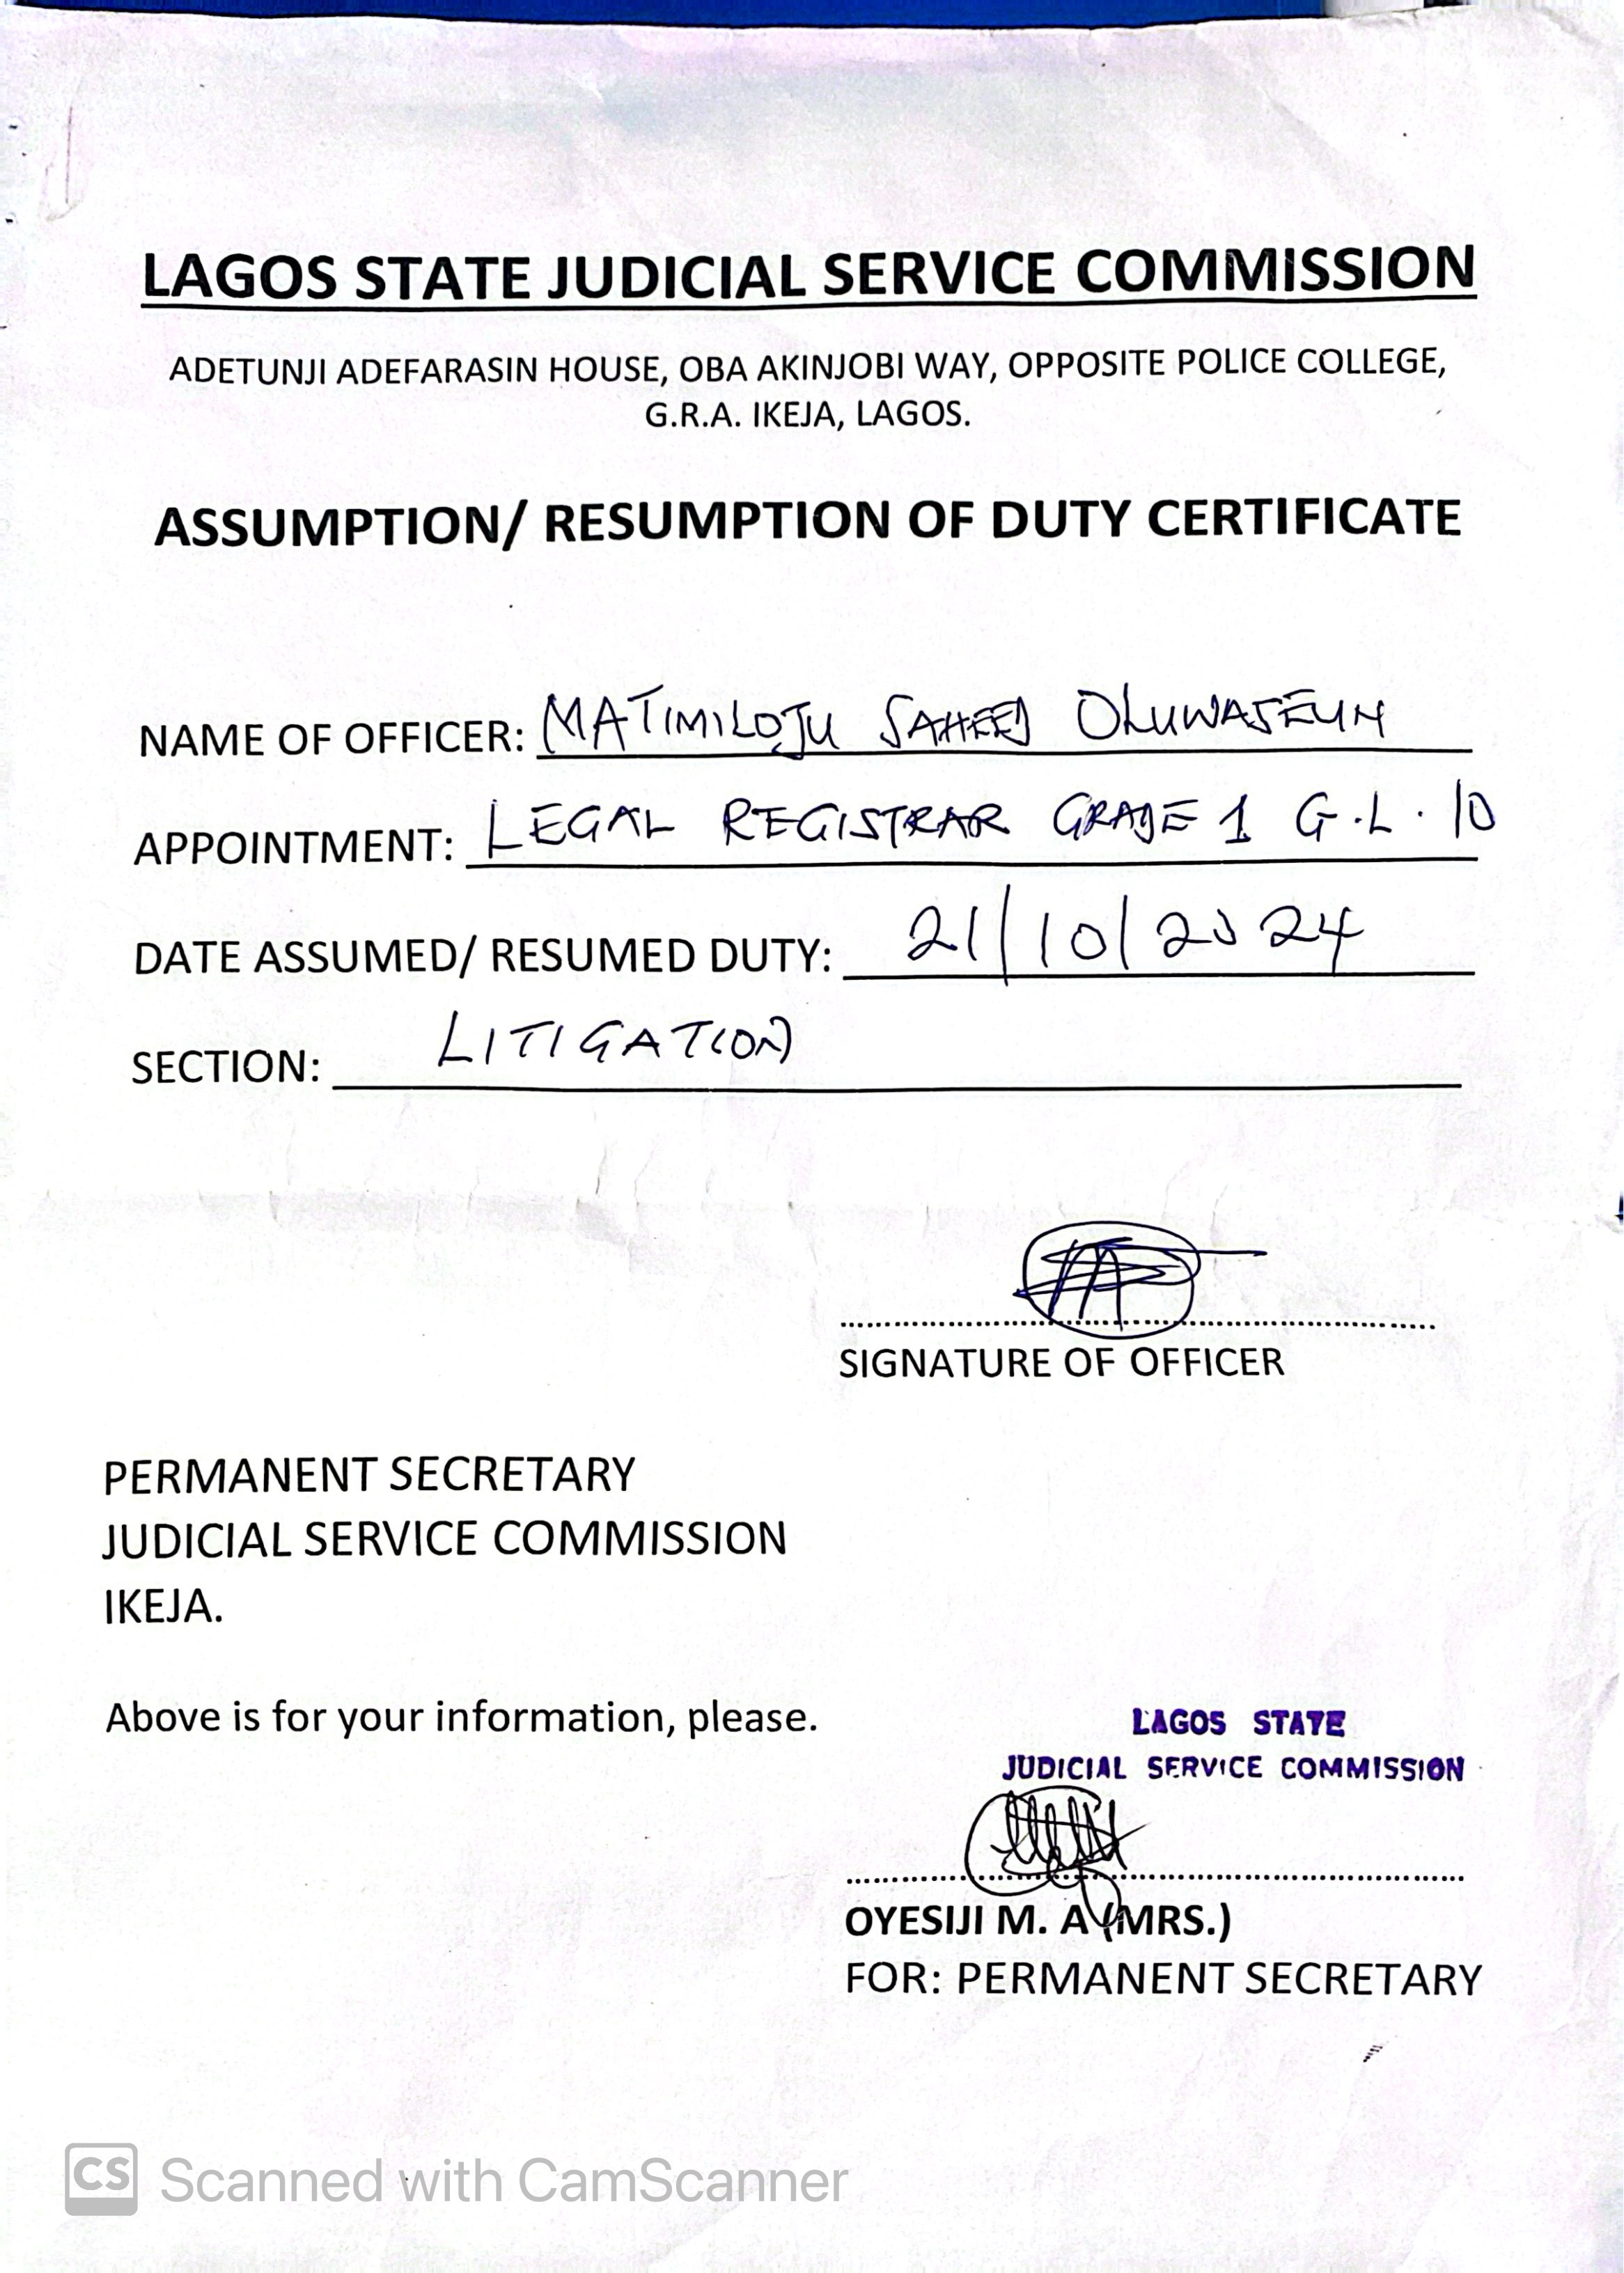 LAGOS STATE JUDICIAL SERVICE COMMISSION
ADETUNJI ADEFARASIN HOUSE, OBA AKINJOBI WAY, OPPOSITE POLICE COLLEGE,
G.R.A. IKEJA, LAGOS.
ASSUMPTION/ RESUMPTION OF DUTY CERTIFICATE
NAME OF OFFICER: MATIMILOJU SAHEED OLUWASEUN
APPOINTMENT: LEGAL REGISTRAR GRADE 1 G.L. 10
DATE ASSUMED/ RESUMED DUTY: 21/10/2024
SECTION: LITIGATION
SIGNATURE OF OFFICER
PERMANENT SECRETARY
JUDICIAL SERVICE COMMISSION
IKEJA.
Above is for your information, please.
LAGOS STATE
JUDICIAL SERVICE COMMISSION
OYESIJI M. A (MRS.)
FOR: PERMANENT SECRETARY
CS Scanned with CamScanner